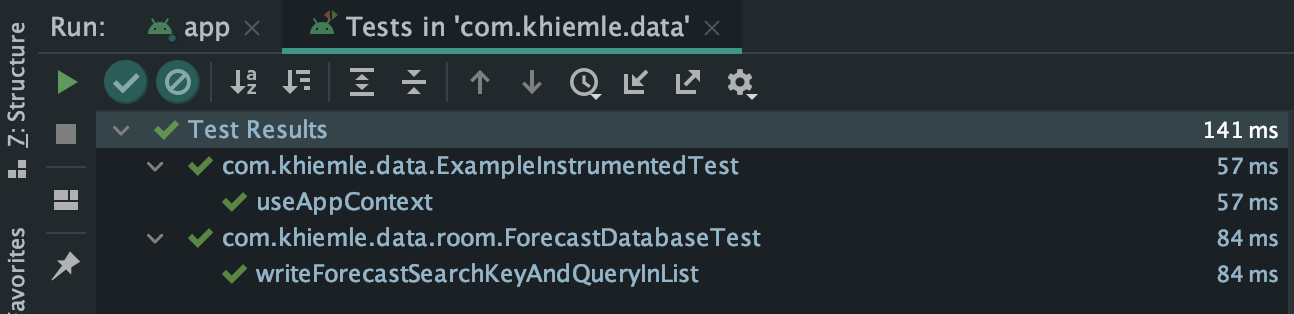 Run: app Tests in 'com.khiemle.data'
Z: Structure
Test Results 141 ms
com.khiemle.data.ExampleInstrumentedTest 57 ms
useAppContext 57 ms
com.khiemle.data.room.ForecastDatabaseTest 84 ms
writeForecastSearchKeyAndQueryInList 84 ms
avorites